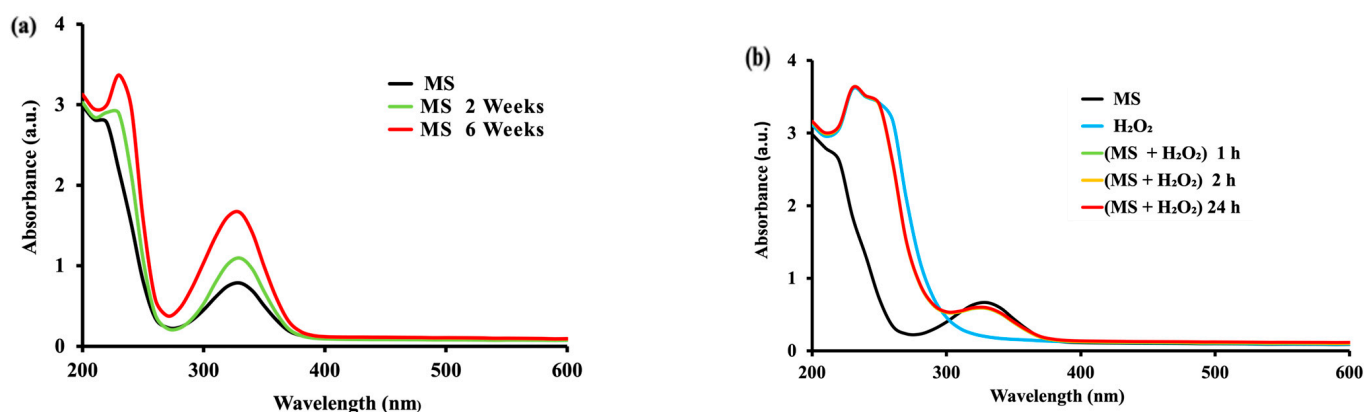 (a)
4
3
2
1
0
200 300 400 500 600
Absorbance (a.u.)
Wavelength (nm)
MS
MS 2 Weeks
MS 6 Weeks
(b)
4
3
2
1
0
200 300 400 500 600
Absorbance (a.u.)
Wavelength (nm)
MS
H₂O₂
(MS + H₂O₂) 1 h
(MS + H₂O₂) 2 h
(MS + H₂O₂) 24 h